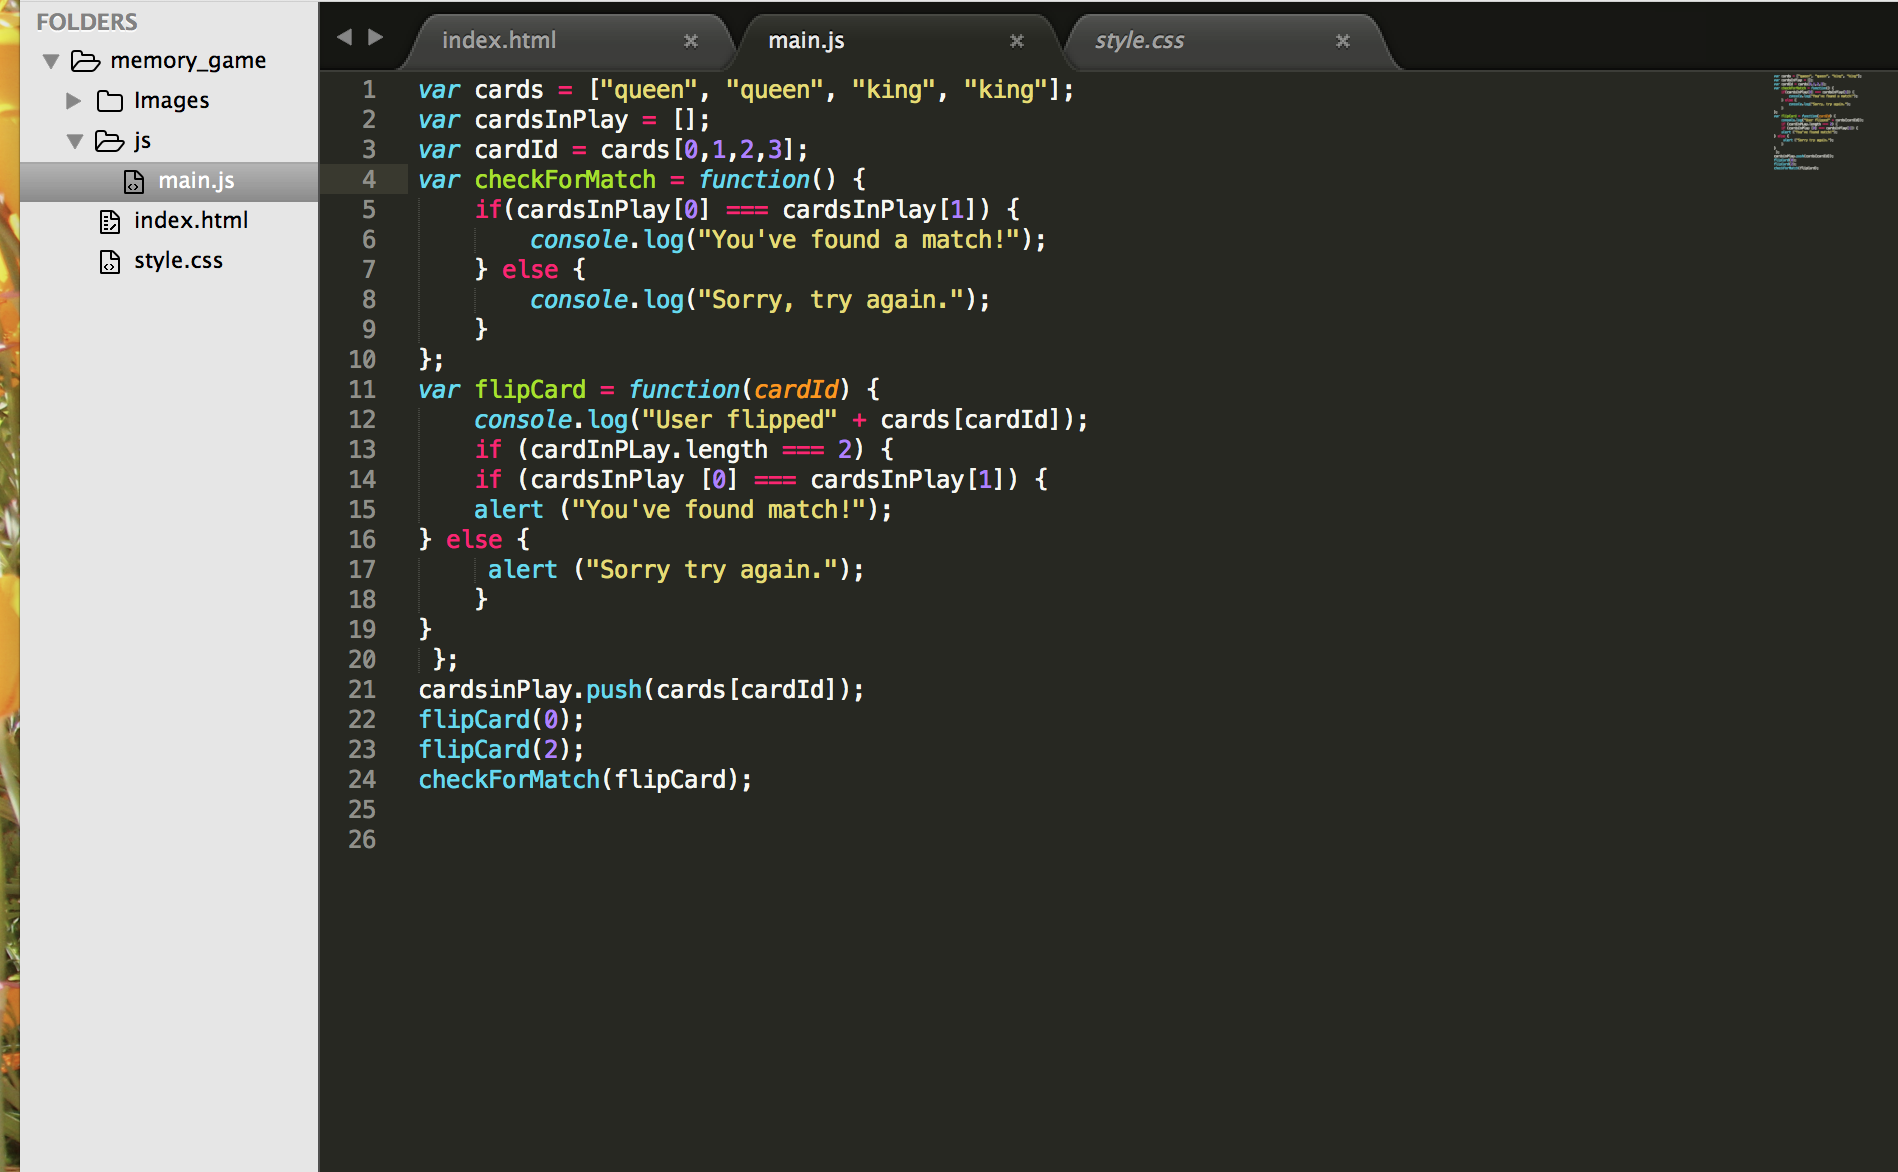 FOLDERS
memory_game
Images
js
main.js
index.html
style.css
index.html
main.js
style.css
1 var cards = ["queen", "queen", "king", "king"];
2 var cardsInPlay = [];
3 var cardId = cards[0,1,2,3];
4 var checkForMatch = function() {
5 if(cardsInPlay[0] === cardsInPlay[1]) {
6 console.log("You've found a match!");
7 } else {
8 console.log("Sorry, try again.");
9 }
10 };
11 var flipCard = function(cardId) {
12 console.log("User flipped" + cards[cardId]);
13 if (cardInPLay.length === 2) {
14 if (cardsInPlay [0] === cardsInPlay[1]) {
15 alert ("You've found match!");
16 } else {
17 alert ("Sorry try again.");
18 }
19 }
20 };
21 cardsinPlay.push(cards[cardId]);
22 flipCard(0);
23 flipCard(2);
24 checkForMatch(flipCard);
25
26